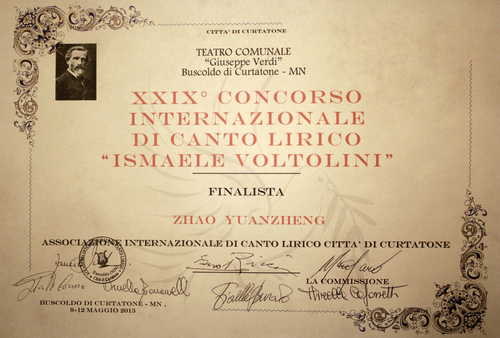 CITTA' DI CURTATONE
TEATRO COMUNALE
“Giuseppe Verdi”
Buscoldo di Curtatone - MN
XXIX° CONCORSO
INTERNAZIONALE
DI CANTO LIRICO
“ISMAELE VOLTOLINI”
FINALISTA
ZHAO YUANZHENG
ASSOCIAZIONE INTERNAZIONALE DI CANTO LIRICO CITTA' DI CURTATONE
LA COMMISSIONE
BUSCOLDO DI CURTATONE - MN .
9-12 MAGGIO 2013